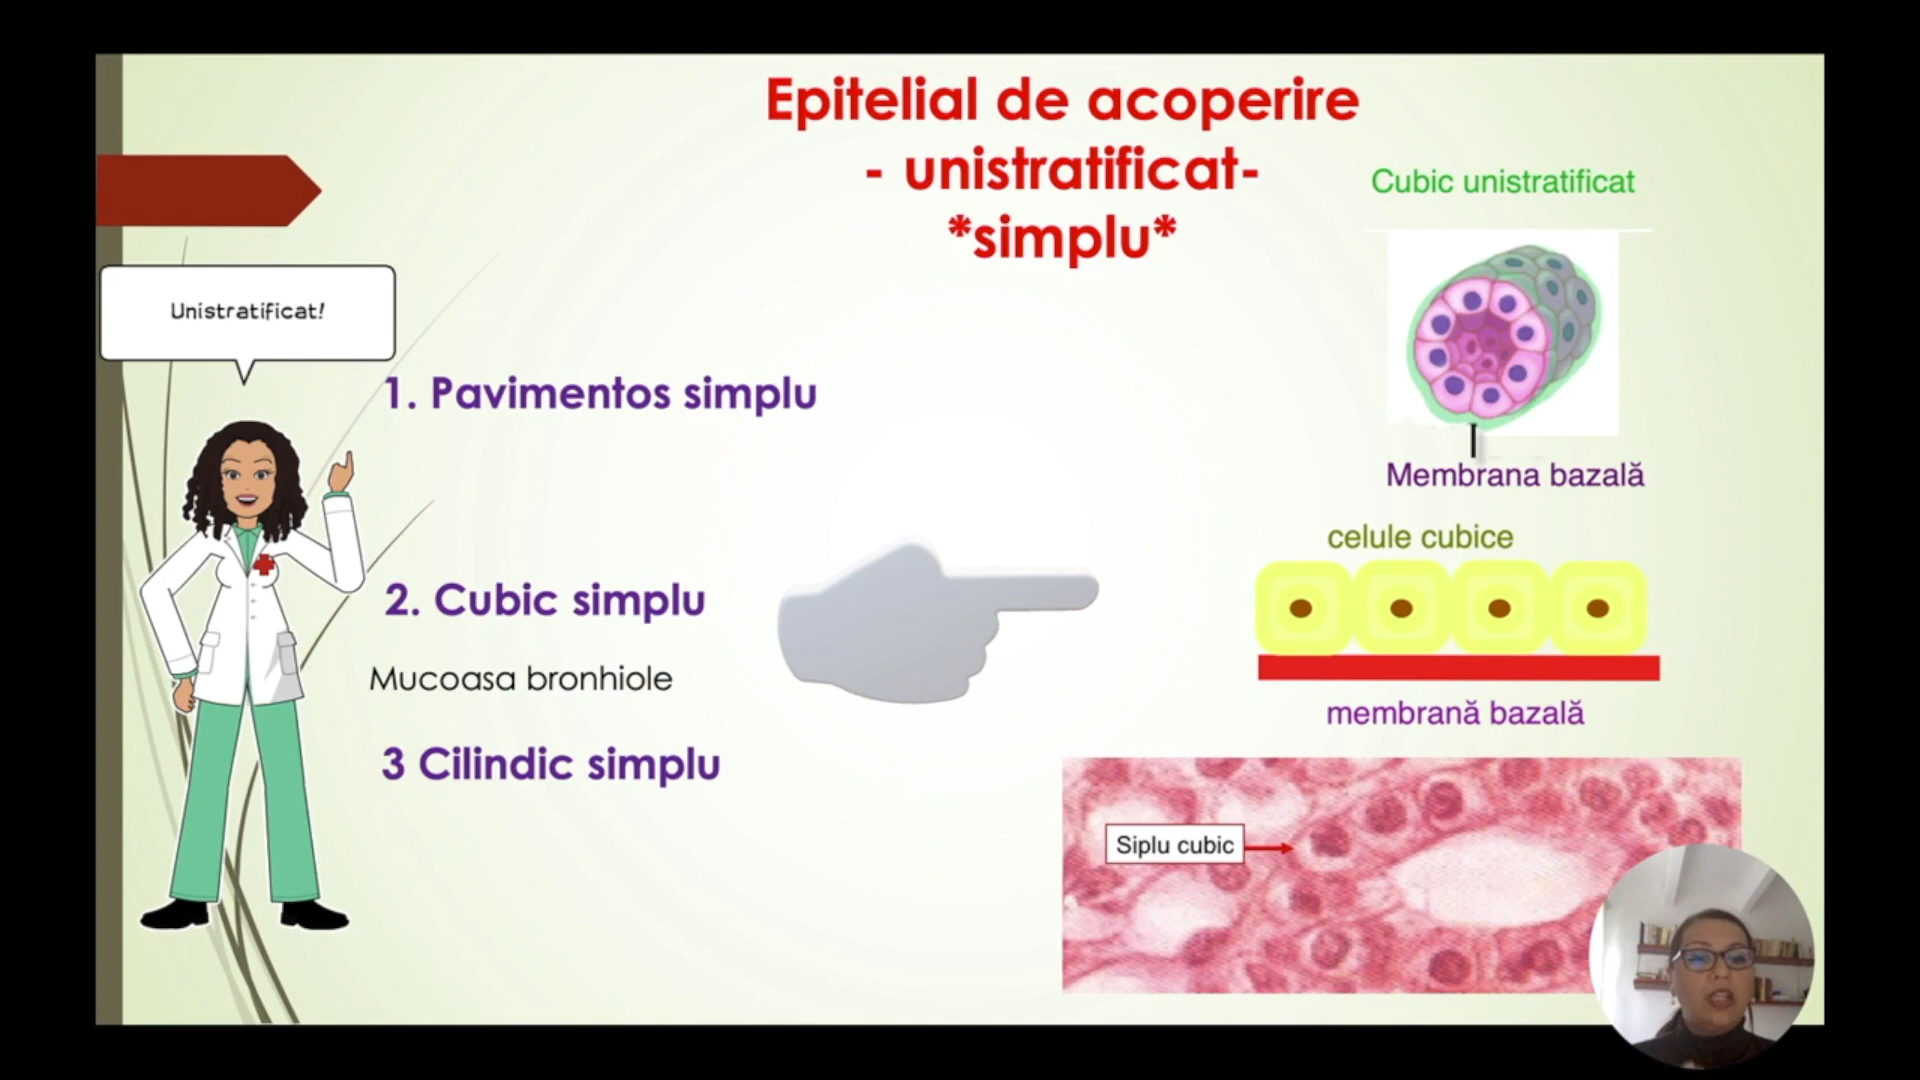 Epitelial de acoperire
- unistratificat-
*simplu*
Cubic unistratificat
Unistratificat!
1. Pavimentos simplu
Membrana bazală
celule cubice
2. Cubic simplu
Mucoasa bronhiole
membrană bazală
3 Cilindic simplu
Siplu cubic